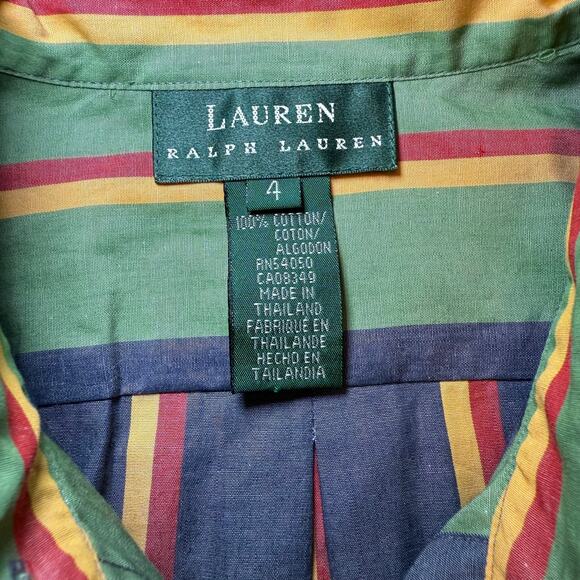 LAUREN
RALPH LAUREN
4
100% COTTON/
COTON/
ALGODON
RN54050
CA08349
MADE IN
THAILAND
FABRIQUÉ EN
THAILANDE
HECHO EN
TAILANDIA